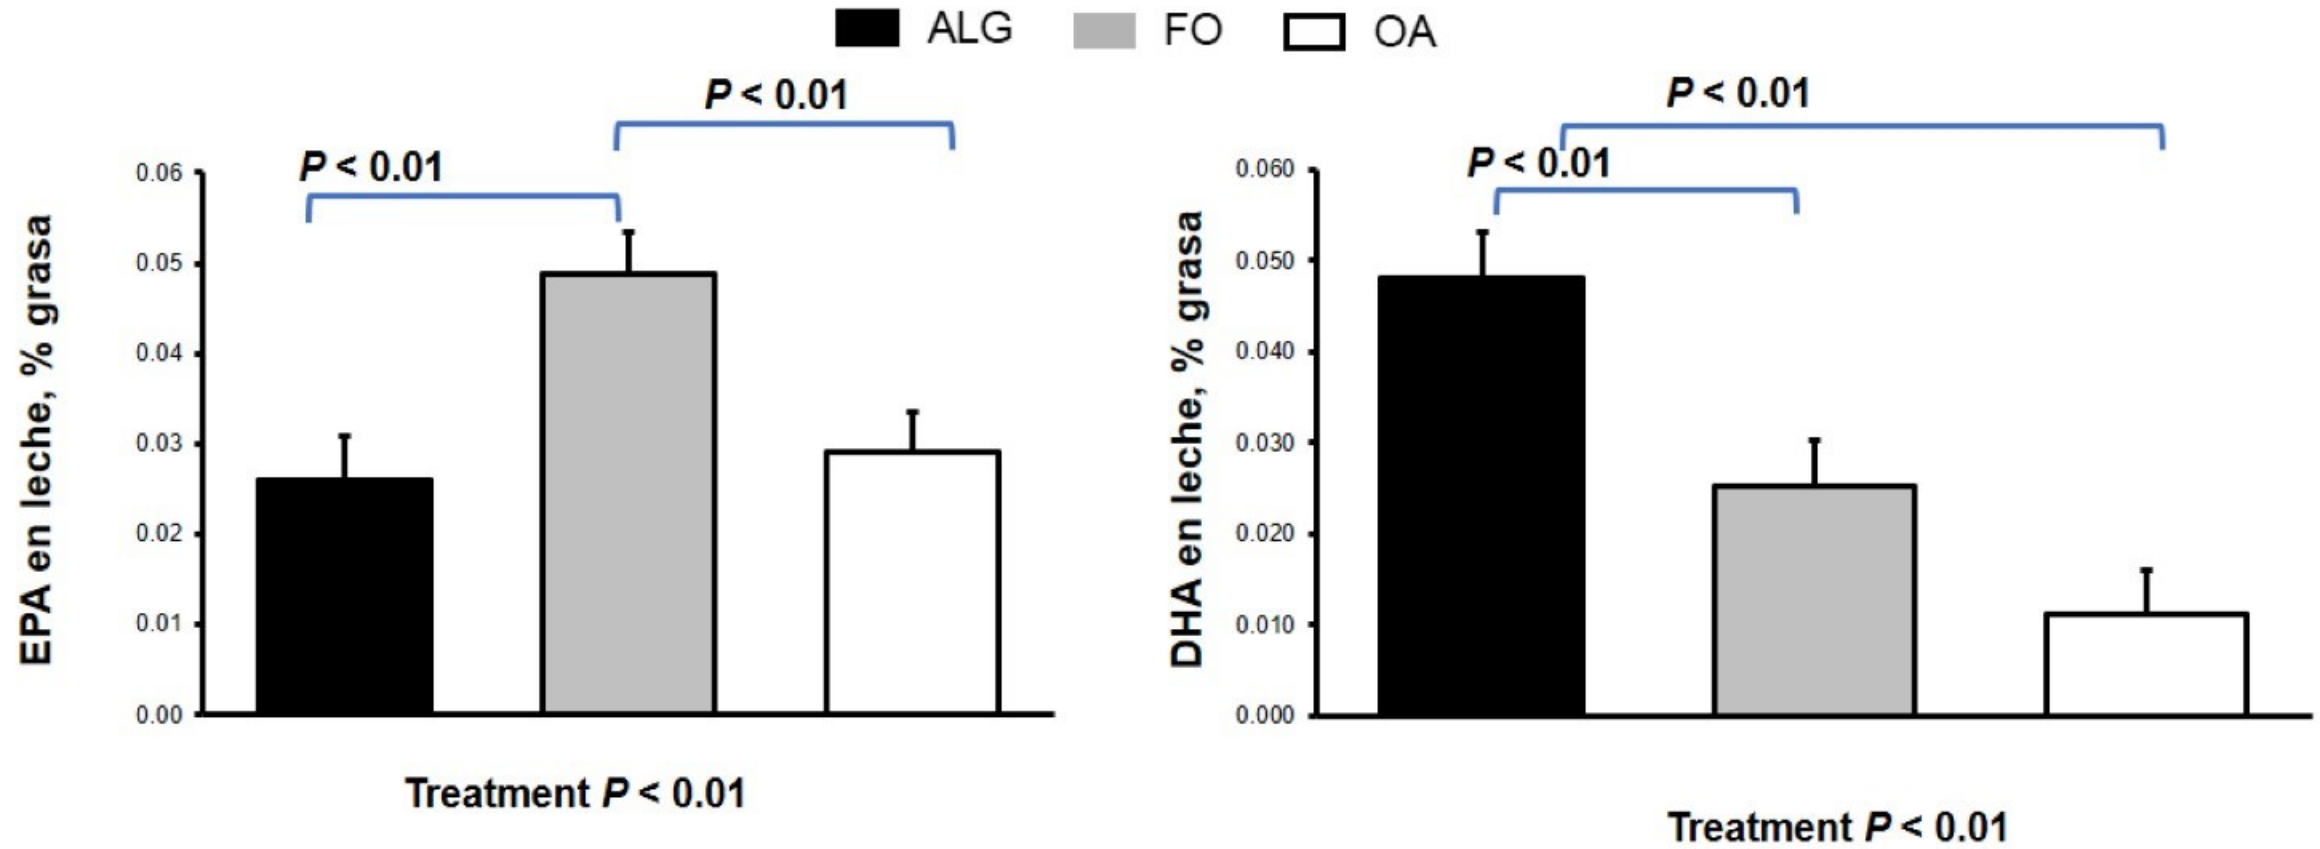 ALG FO OA
P < 0.01
P < 0.01
0.06
0.05
0.04
0.03
0.02
0.01
0.00
EPA en leche, % grasa
Treatment P < 0.01
P < 0.01
P < 0.01
0.060
0.050
0.040
0.030
0.020
0.010
0.000
DHA en leche, % grasa
Treatment P < 0.01